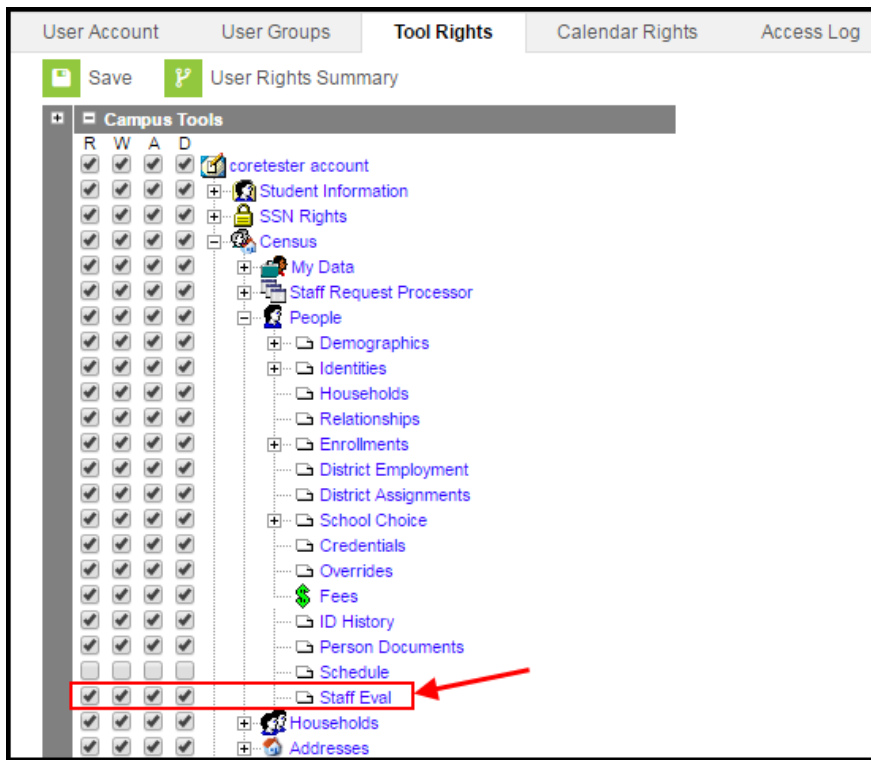 User Account User Groups Tool Rights Calendar Rights Access Log
Save User Rights Summary
Campus Tools
R W A D
coretester account
Student Information
SSN Rights
Census
My Data
Staff Request Processor
People
Demographics
Identities
Households
Relationships
Enrollments
District Employment
District Assignments
School Choice
Credentials
Overrides
Fees
ID History
Person Documents
Schedule
Staff Eval
Households
Addresses